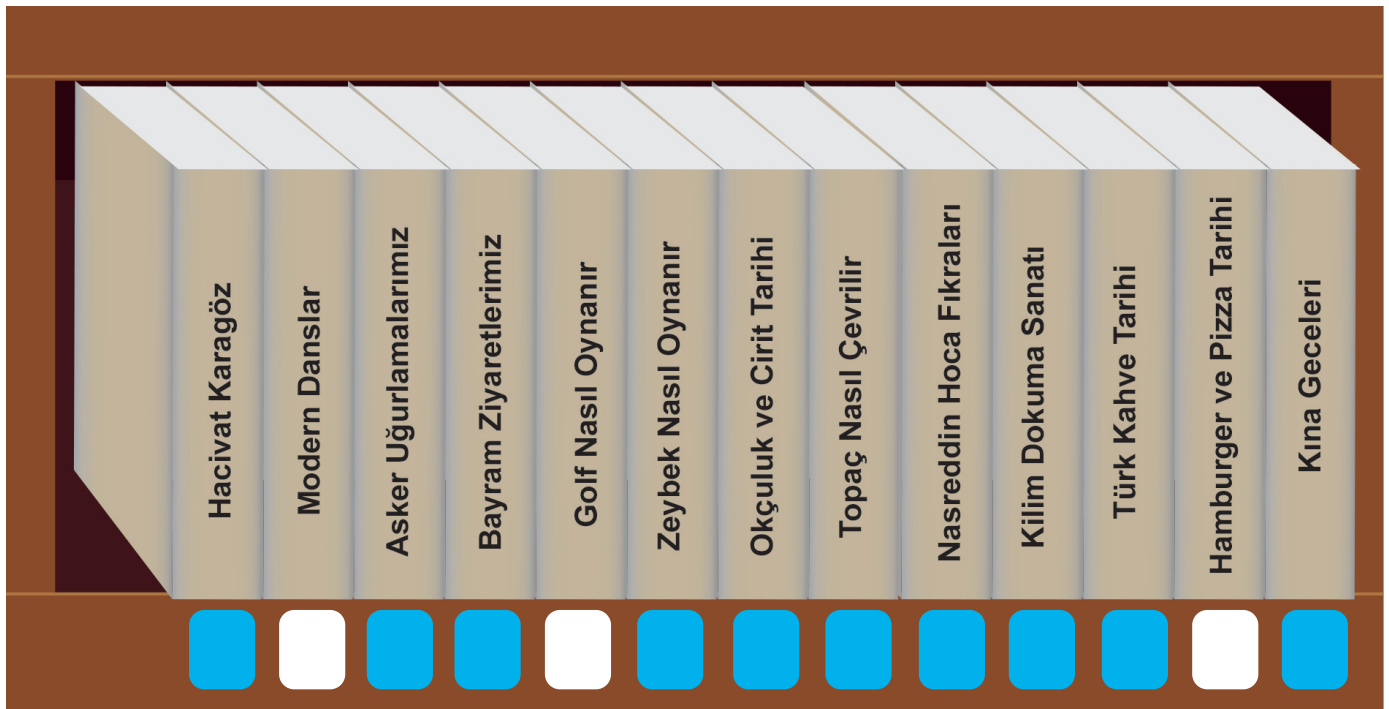 Hacivat Karagöz
Modern Danslar
Asker Uğurlamalarımız
Bayram Ziyaretlerimiz
Golf Nasıl Oynanır
Zeybek Nasıl Oynanır
Okçuluk ve Cirit Tarihi
Topaç Nasıl Çevrilir
Nasreddin Hoca Fıkraları
Kilim Dokuma Sanatı
Türk Kahve Tarihi
Hamburger ve Pizza Tarihi
Kına Geceleri